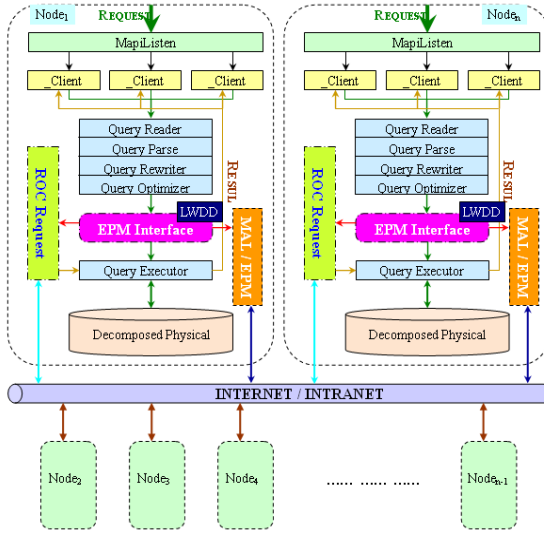 Node1 REQUEST
MapiListen
_Client _Client _Client
Query Reader
Query Parse
Query Rewriter
Query Optimizer
ROC Request
RESUL
LWDD
EPM Interface
MAL / EPM
Query Executor
Decomposed Physical
REQUEST Noden
MapiListen
_Client _Client _Client
Query Reader
Query Parse
Query Rewriter
Query Optimizer
ROC Request
RESUL
LWDD
EPM Interface
MAL / EPM
Query Executor
Decomposed Physical
INTERNET / INTRANET
Node2 Node3 Node4 ...... ...... ...... Noden-1